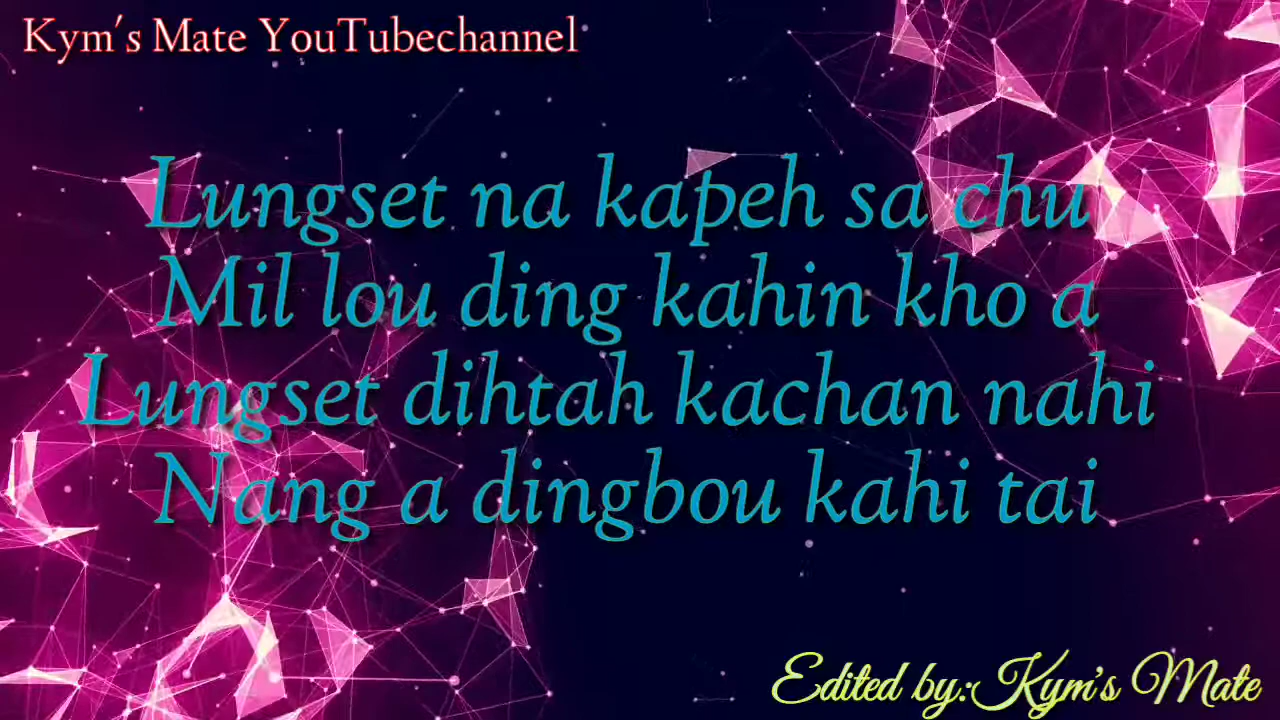 Kym's Mate YouTubechannel
Lungset na kapeh sa chu
Mil lou ding kahin kho a
Lungset dihtah kachan nahi
Nang a dingbou kahi tai
Edited by:Kym's Mate